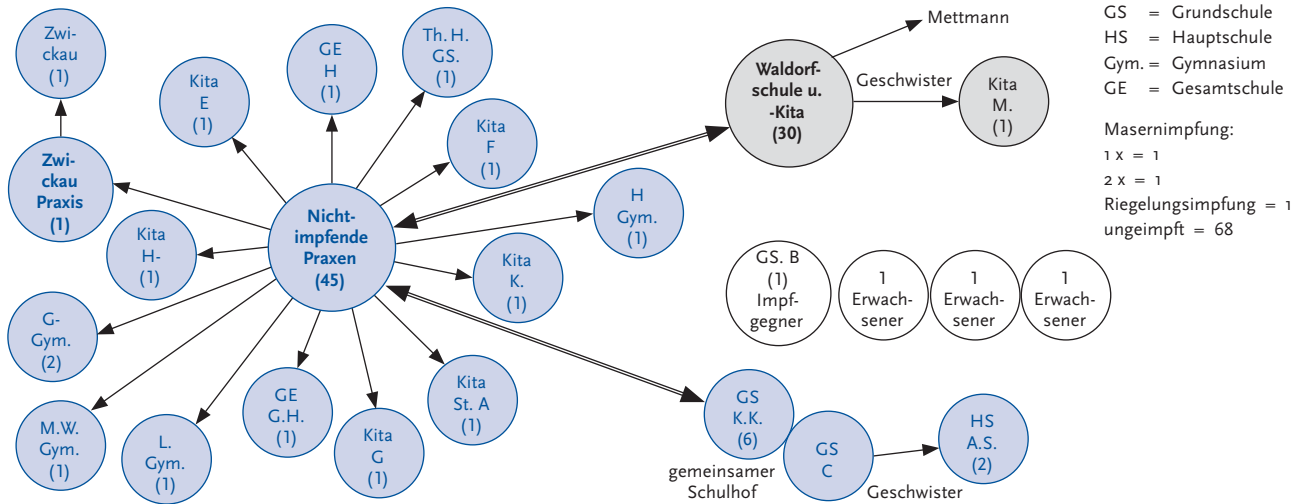 Zwi-
ckau
(1)
Kita
E
(1)
GE
H
(1)
Th. H.
GS.
(1)
Kita
F
(1)
Zwi-
ckau
Praxis
(1)
Kita
H-
(1)
Nicht-
impfende
Praxen
(45)
H
Gym.
(1)
Kita
K.
(1)
G-
Gym.
(2)
M.W.
Gym.
(1)
L.
Gym.
(1)
GE
G.H.
(1)
Kita
G
(1)
Kita
St. A
(1)
Waldorf-
schule u.
-Kita
(30)
Mettmann
Geschwister
Kita
M.
(1)
GS. B
(1)
Impf-
gegner
1
Erwach-
sener
1
Erwach-
sener
1
Erwach-
sener
GS
K.K.
(6)
gemeinsamer
Schulhof
GS
C
Geschwister
HS
A.S.
(2)
GS = Grundschule
HS = Hauptschule
Gym. = Gymnasium
GE = Gesamtschule
Masernimpfung:
1 x = 1
2 x = 1
Riegelungsimpfung = 1
ungeimpft = 68